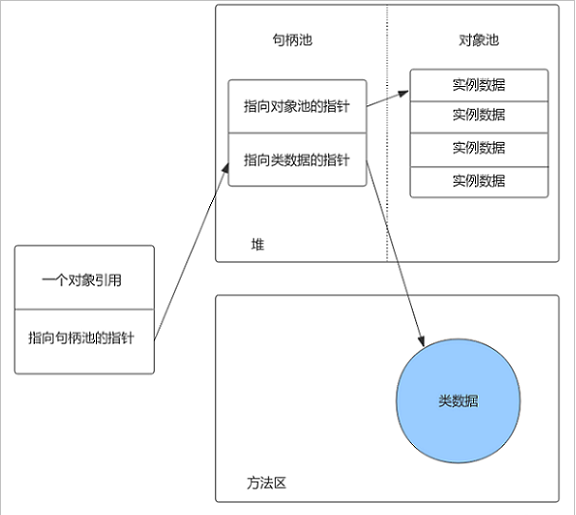 句柄池
对象池
指向对象池的指针
指向类数据的指针
实例数据
实例数据
实例数据
实例数据
堆
一个对象引用
指向句柄池的指针
类数据
方法区